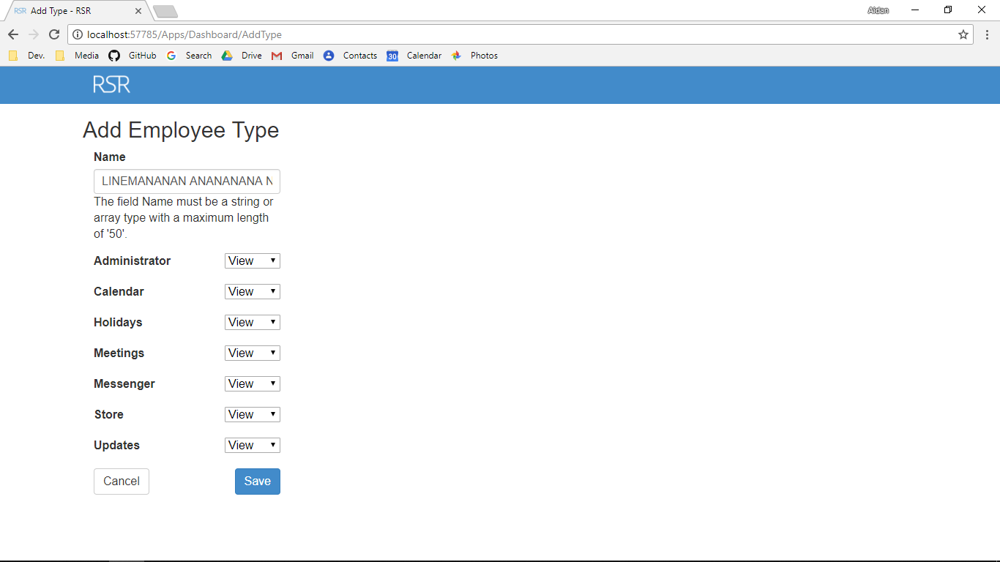 RSR Add Type - RSR
Aidan
localhost:57785/Apps/Dashboard/AddType
Dev. Media GitHub Search Drive Gmail 30 Contacts Calendar Photos
RSR
Add Employee Type
Name
LINEMANANAN ANANANANA N
The field Name must be a string or
array type with a maximum length
of '50'.
Administrator View
Calendar View
Holidays View
Meetings View
Messenger View
Store View
Updates View
Cancel Save